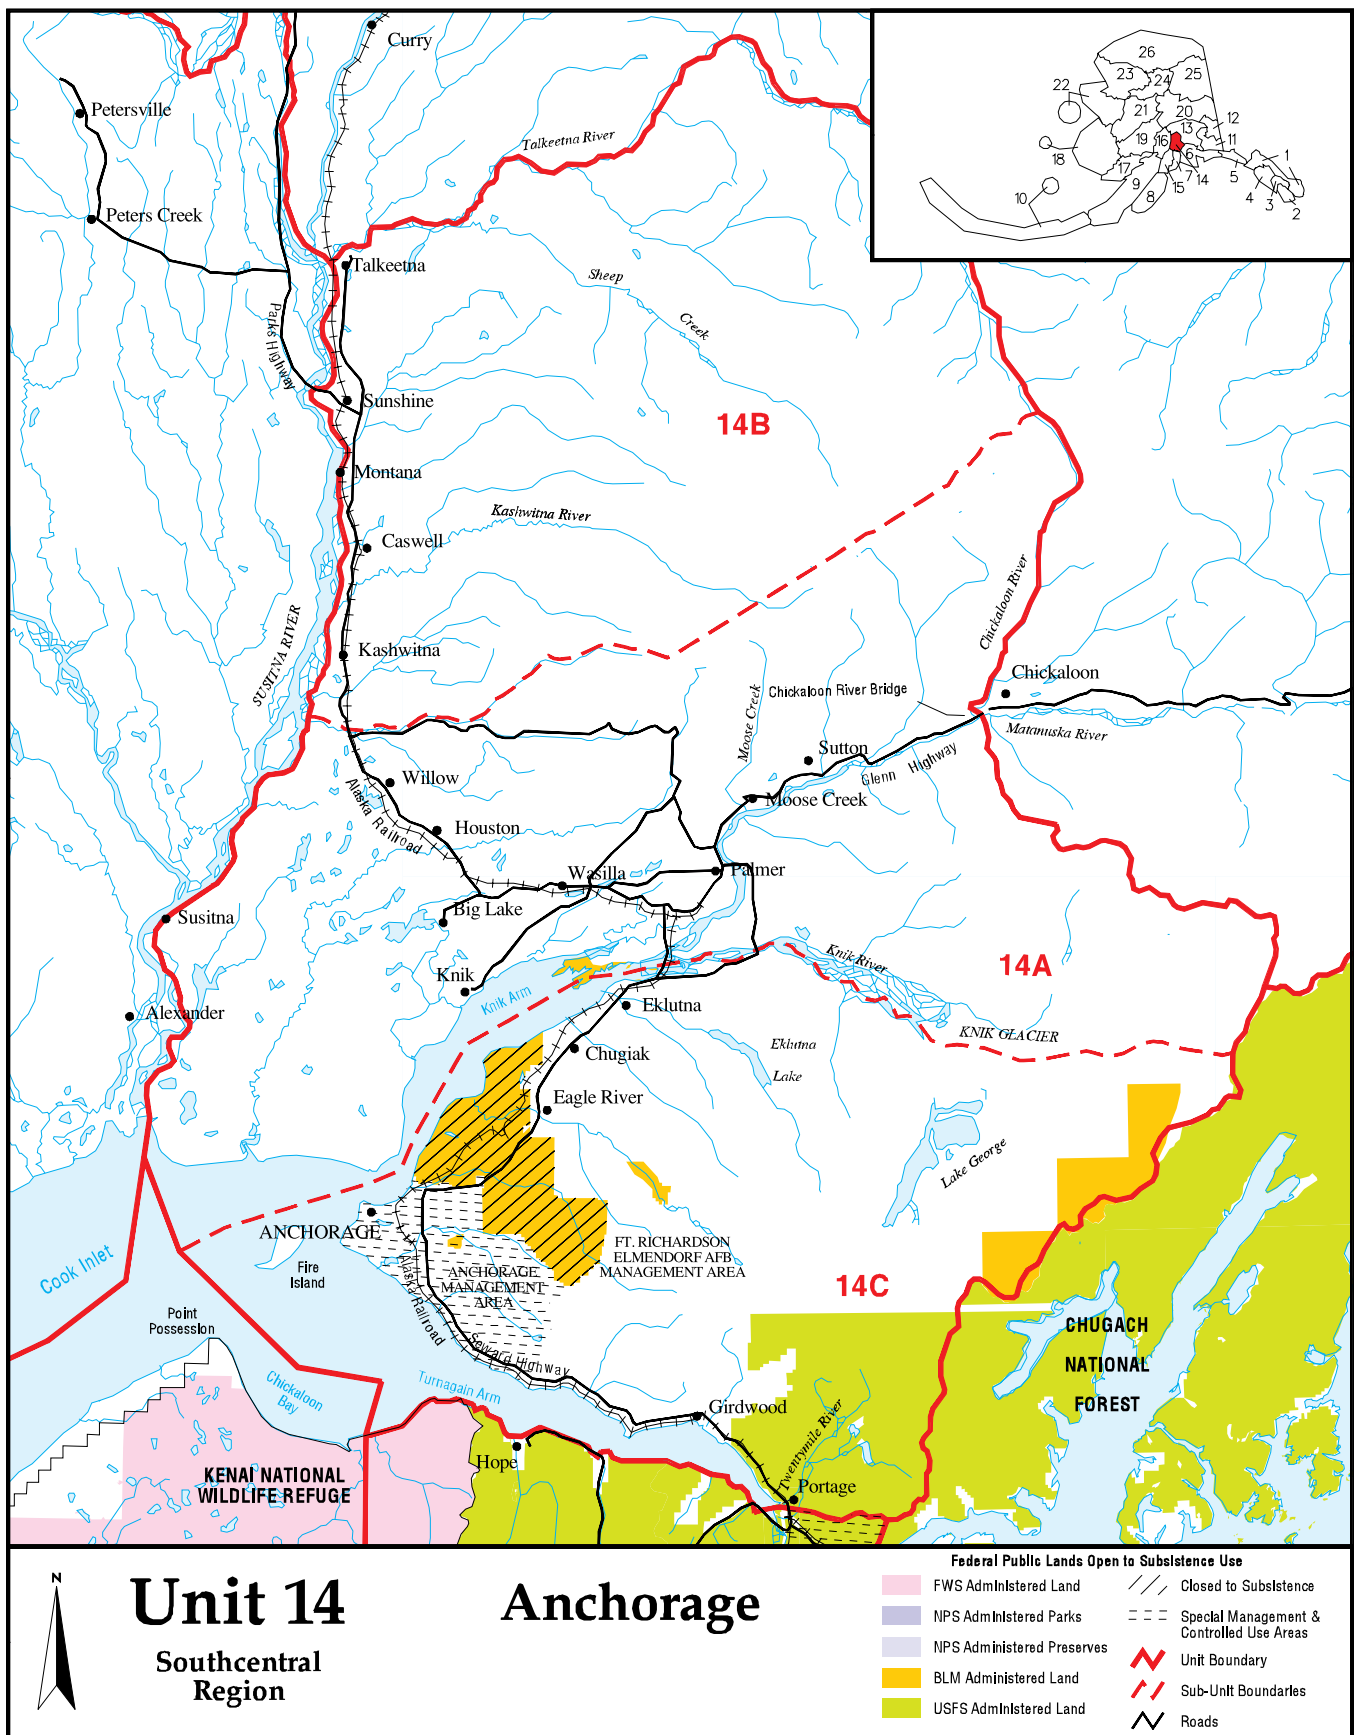 Curry
Petersville
Talkeetna River
Peters Creek
Talkeetna
Sheep
Creek
Parks Highway
Sunshine
14B
Montana
Kashwitna River
Caswell
SUSITNA RIVER
Kashwitna
Chickaloon River
Chickaloon
Chickaloon River Bridge
Moose Creek
Matanuska River
Sutton
Glenn Highway
Willow
Moose Creek
Alaska Railroad
Houston
Wasilla
Palmer
Big Lake
Susitna
Knik
Knik River
14A
Knik Arm
Eklutna
Alexander
KNIK GLACIER
Eklutna
Lake
Chugiak
Eagle River
Lake George
ANCHORAGE
FT. RICHARDSON
ELMENDORF AFB
MANAGEMENT AREA
Cook Inlet
Fire
Island
ANCHORAGE
MANAGEMENT
AREA
14C
Alaska Railroad
Point
Possession
Seward Highway
CHUGACH
NATIONAL
FOREST
Chickaloon
Bay
Turnagain Arm
Girdwood
Twentymile River
Hope
Portage
KENAI NATIONAL
WILDLIFE REFUGE
26
23
24
25
22
21
20
12
13
11
19
16
18
17
6
1
10
9
8
15
7
14
5
4
3
2
N
Unit 14
Southcentral
Region
Anchorage
Federal Public Lands Open to Subsistence Use
FWS Administered Land
NPS Administered Parks
NPS Administered Preserves
BLM Administered Land
USFS Administered Land
Closed to Subsistence
Special Management &
Controlled Use Areas
Unit Boundary
Sub-Unit Boundaries
Roads